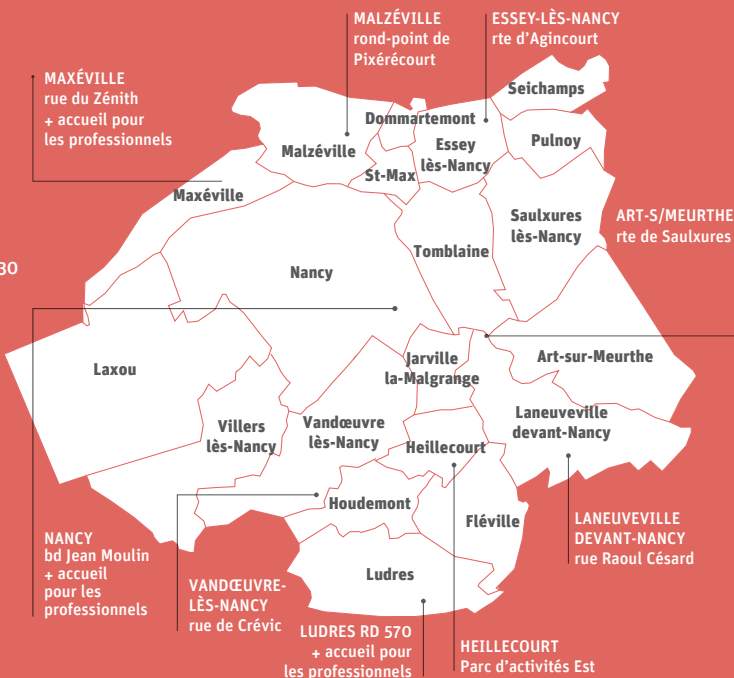 MALZÉVILLE
rond-point de
Pixérécourt
ESSEY-LÈS-NANCY
rte d'Agincourt
MAXÉVILLE
rue du Zénith
+ accueil pour
les professionnels
Seichamps
Dommartemont
Pulnoy
Essey
lès-Nancy
Malzéville
St-Max
Maxéville
Saulxures
lès-Nancy
ART-S/MEURTHE
rte de Saulxures
Tomblaine
30
Nancy
Laxou
Jarville
la-Malgrange
Art-sur-Meurthe
Villers
lès-Nancy
Vandœuvre
lès-Nancy
Laneuveville
devant-Nancy
Heillecourt
Houdemont
Fléville
Ludres
NANCY
bd Jean Moulin
+ accueil
pour les
professionnels
VANDŒUVRE-
LÈS-NANCY
rue de Crévic
LANEUVEVILLE
DEVANT-NANCY
rue Raoul Césard
LUDRES RD 570
+ accueil pour
les professionnels
HEILLECOURT
Parc d'activités Est